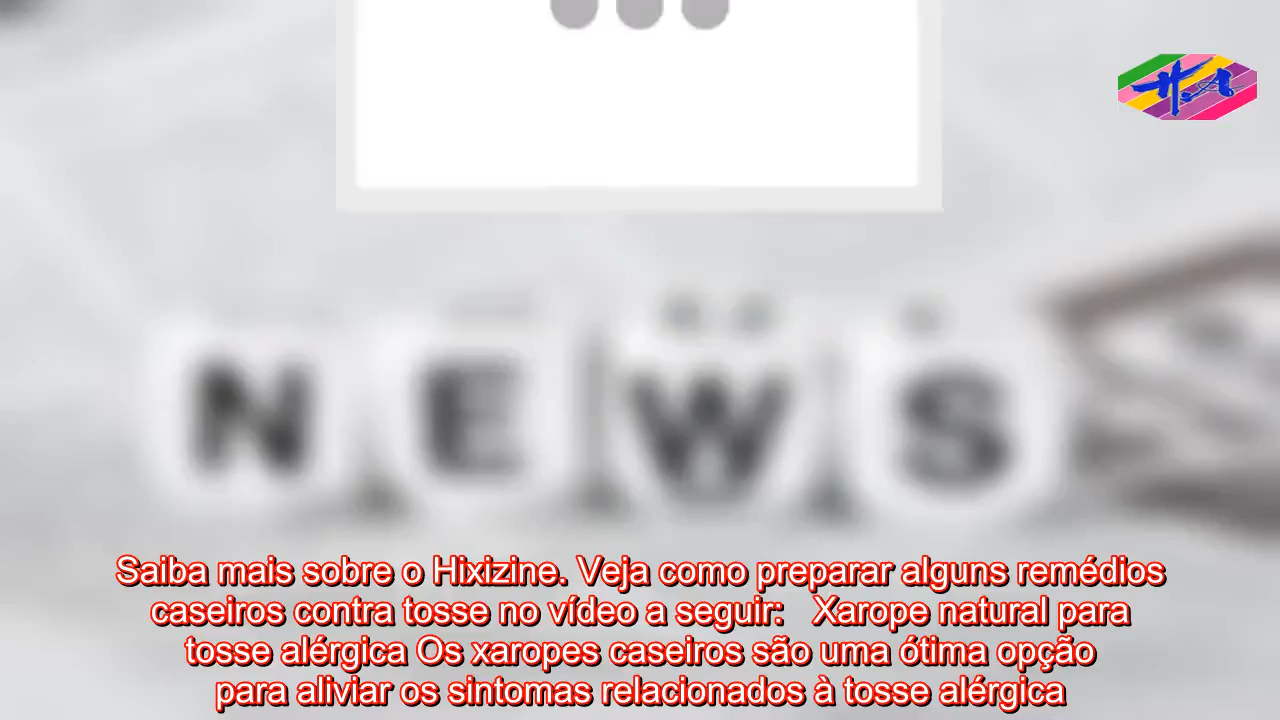 H.A
NEWS
Saiba mais sobre o Hixizine. Veja como preparar alguns remédios
caseiros contra tosse no vídeo a seguir:   Xarope natural para
tosse alérgica Os xaropes caseiros são uma ótima opção
para aliviar os sintomas relacionados à tosse alérgica